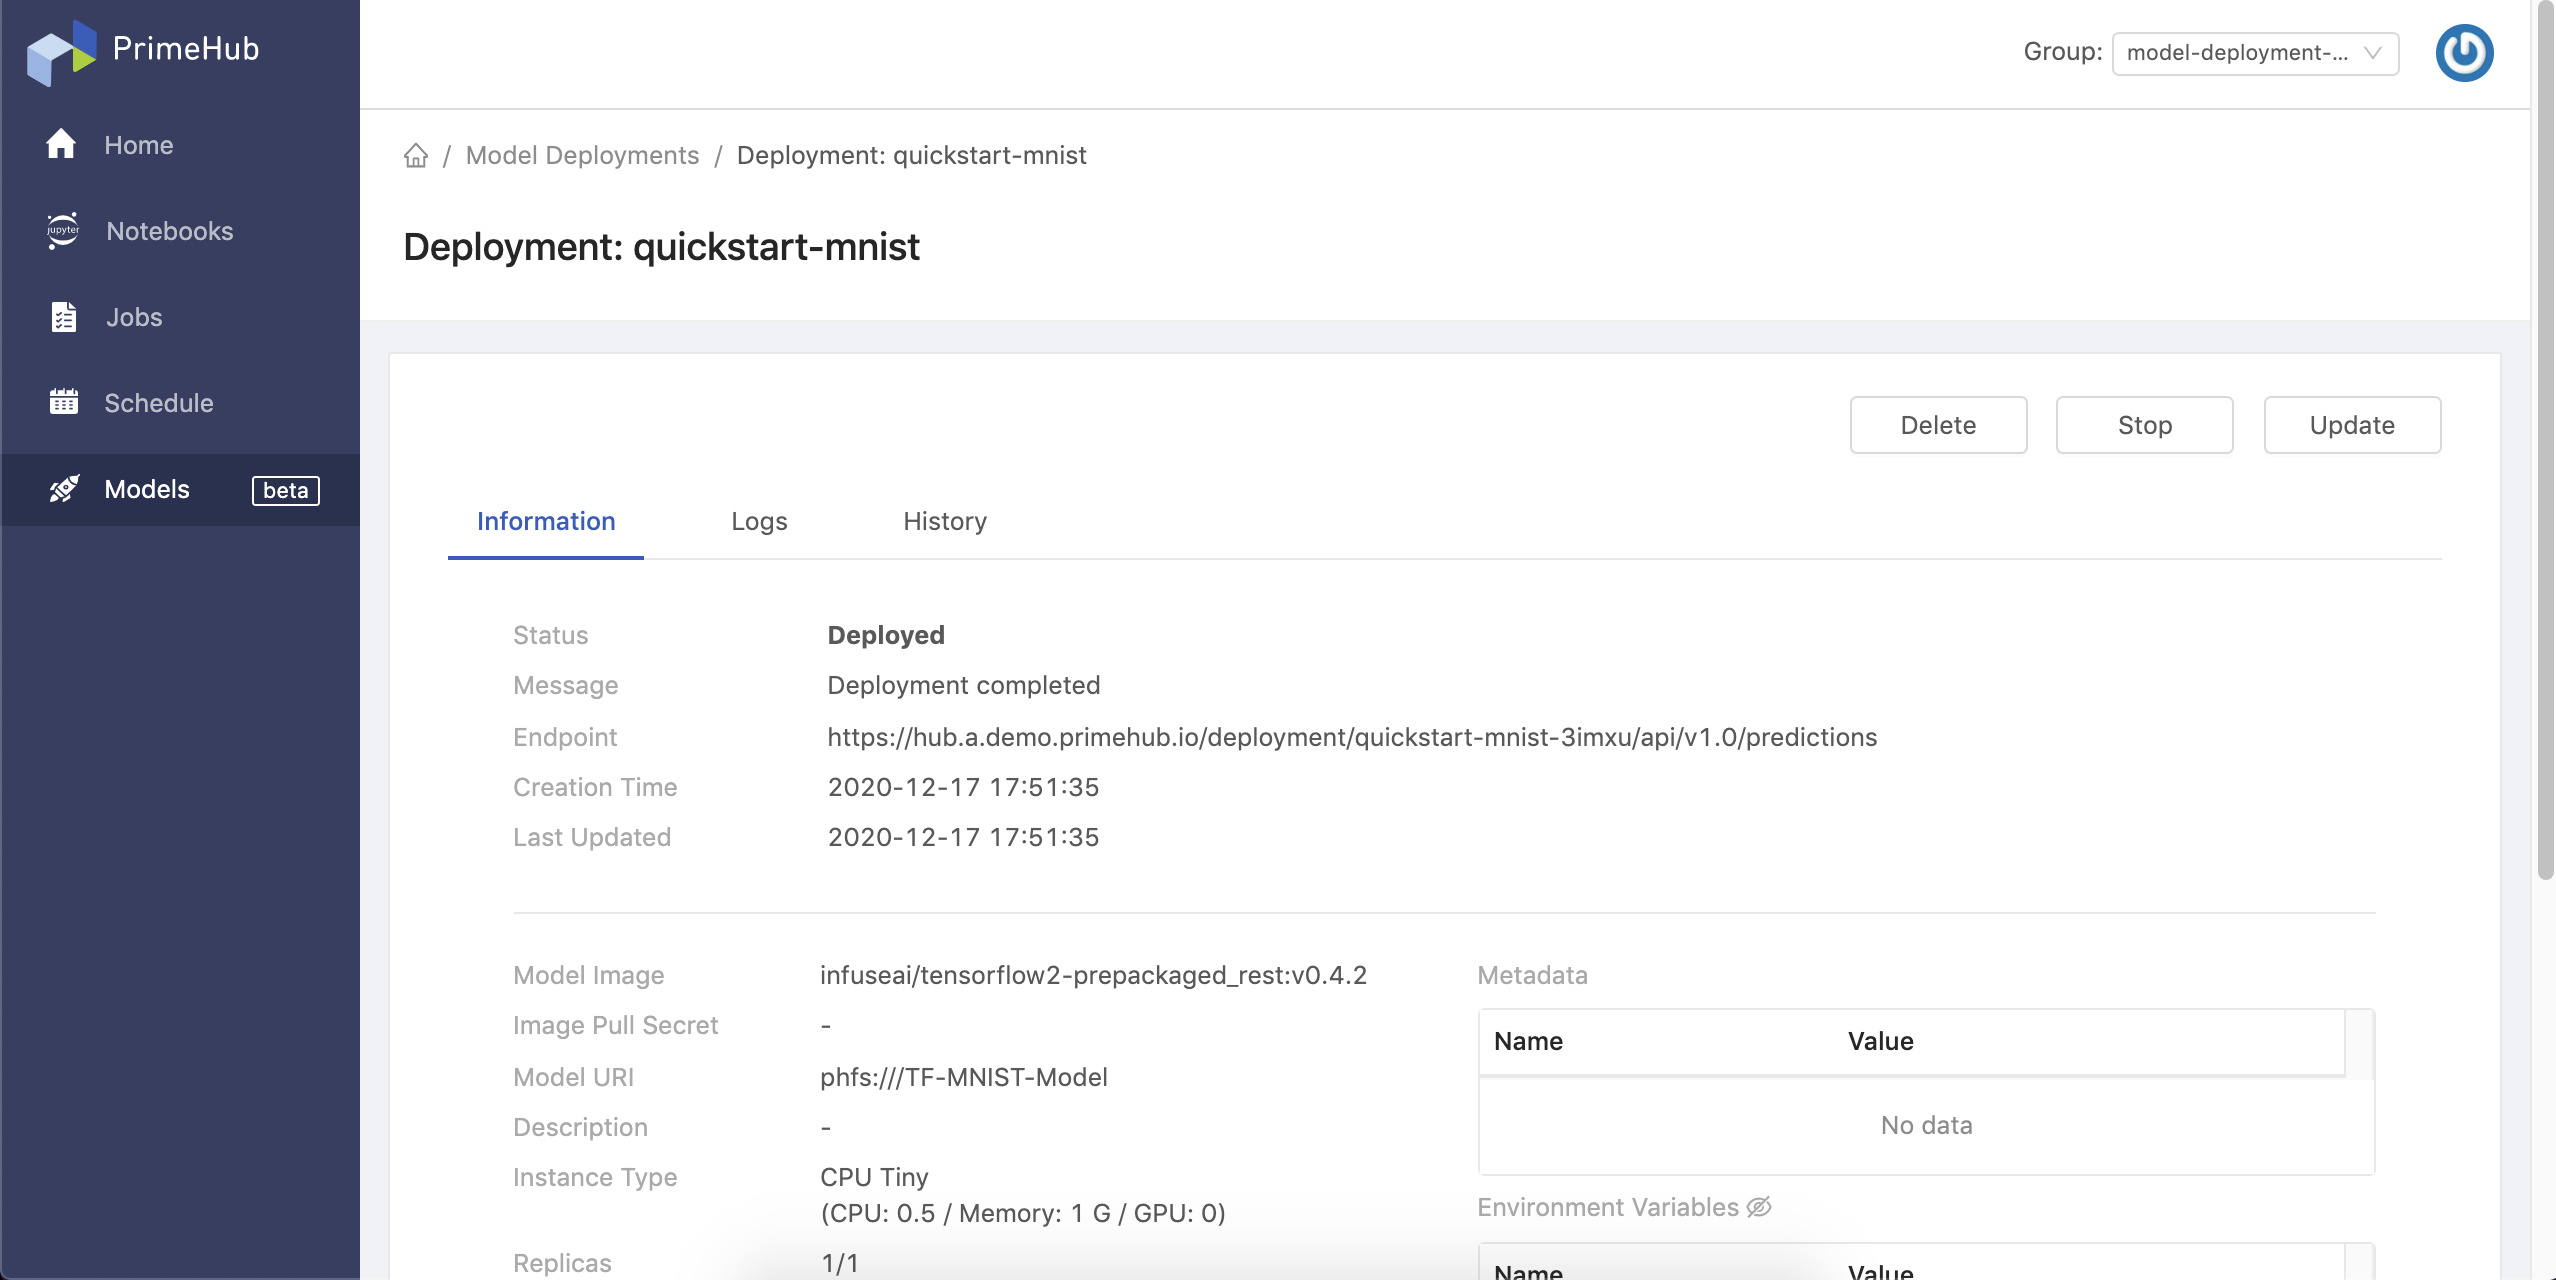 PrimeHub
Group: model-deployment-...
Home
jupyter Notebooks
Jobs
Schedule
Models beta
/ Model Deployments / Deployment: quickstart-mnist
Deployment: quickstart-mnist
Delete Stop Update
Information Logs History
Status Deployed
Message Deployment completed
Endpoint https://hub.a.demo.primehub.io/deployment/quickstart-mnist-3imxu/api/v1.0/predictions
Creation Time 2020-12-17 17:51:35
Last Updated 2020-12-17 17:51:35
Model Image infuseai/tensorflow2-prepackaged_rest:v0.4.2
Image Pull Secret -
Model URI phfs:///TF-MNIST-Model
Description -
Instance Type CPU Tiny
(CPU: 0.5 / Memory: 1 G / GPU: 0)
Replicas 1/1
Metadata
Name Value
No data
Environment Variables
Name Value